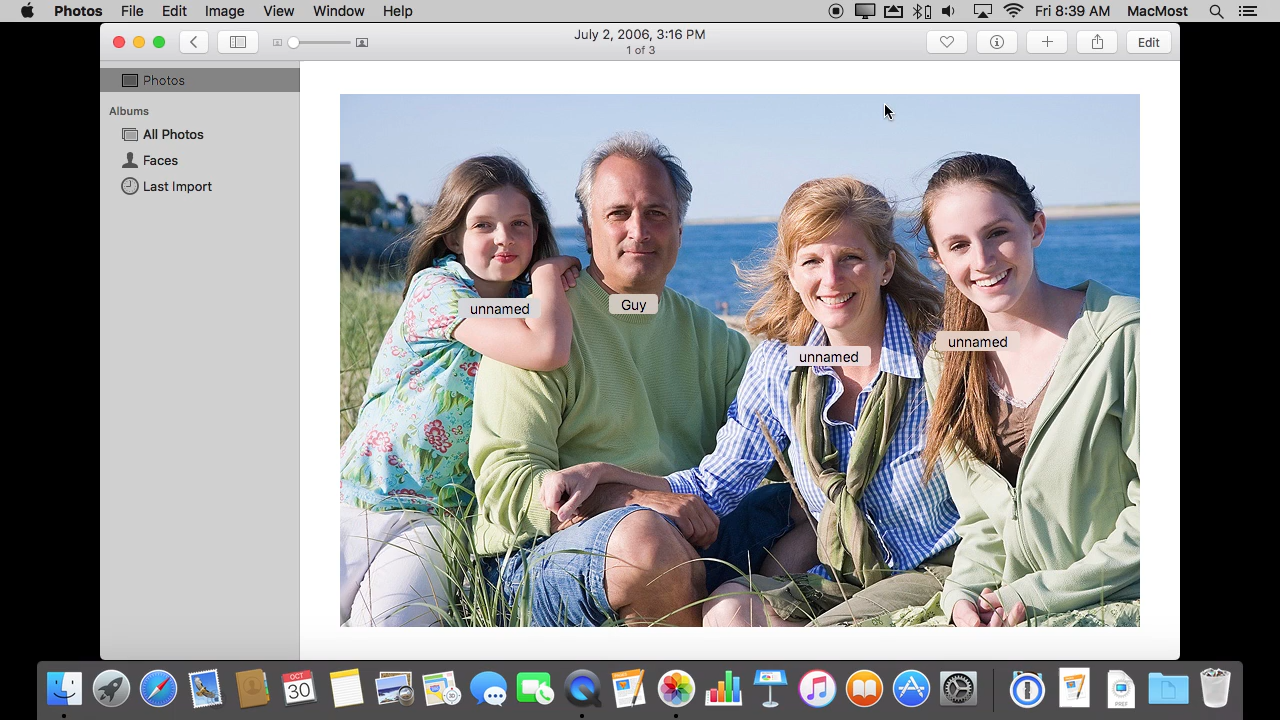 Photos File Edit Image View Window Help Fri 8:39 AM MacMost
July 2, 2006, 3:16 PM
1 of 3
Edit
Photos
Albums
All Photos
Faces
Last Import
unnamed
Guy
unnamed
unnamed
OCT
30